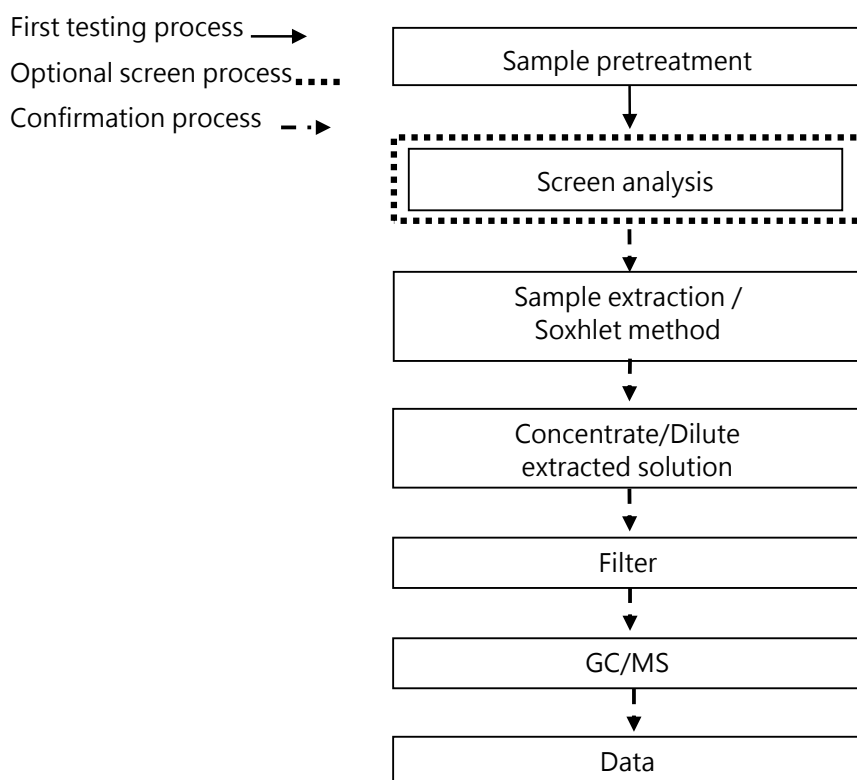 First testing process
Optional screen process
Confirmation process
Sample pretreatment
Screen analysis
Sample extraction /
Soxhlet method
Concentrate/Dilute
extracted solution
Filter
GC/MS
Data